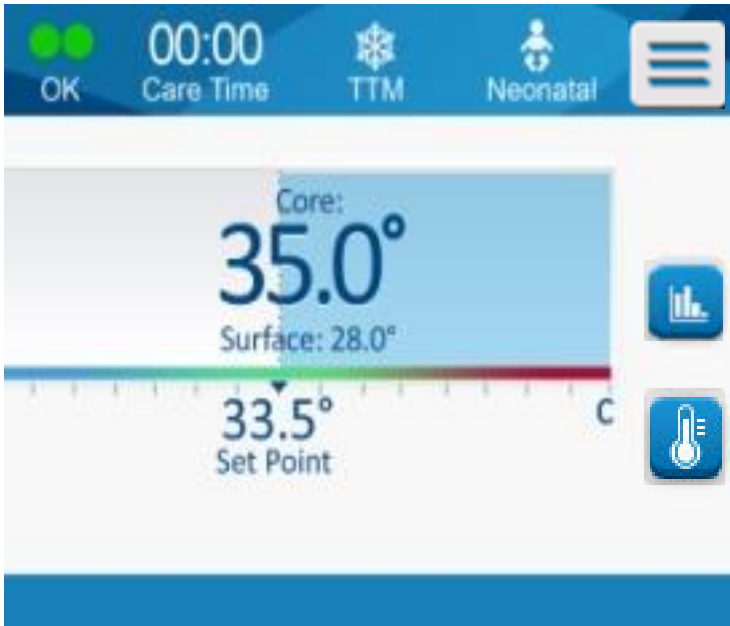 00:00
OK Care Time TTM Neonatal
Core:
35.0°
Surface: 28.0°
33.5° C
Set Point